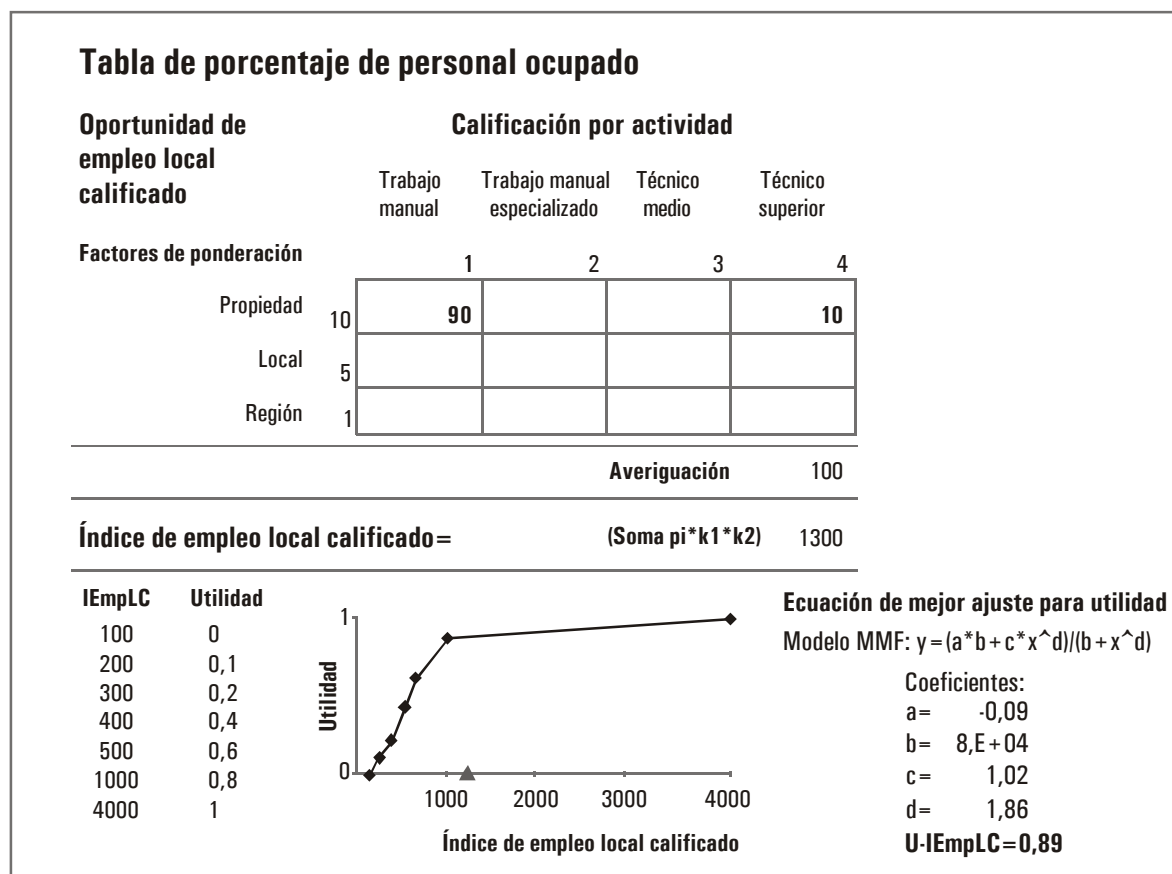 Tabla de porcentaje de personal ocupado
Oportunidad de
empleo local
calificado
Calificación por actividad
Trabajo
manual
Trabajo manual
especializado
Técnico
medio
Técnico
superior
Factores de ponderación
1 2 3 4
Propiedad 10 90 10
Local 5
Región 1
Averiguación 100
Índice de empleo local calificado= (Soma pi*k1*k2) 1300
IEmpLC Utilidad
100 0
200 0,1
300 0,2
400 0,4
500 0,6
1000 0,8
4000 1
Utilidad
1
0
1000 2000 3000 4000
Índice de empleo local calificado
Ecuación de mejor ajuste para utilidad
Modelo MMF: y=(a*b+c*x^d)/(b+x^d)
Coeficientes:
a= -0,09
b= 8,E+04
c= 1,02
d= 1,86
U-IEmpLC=0,89